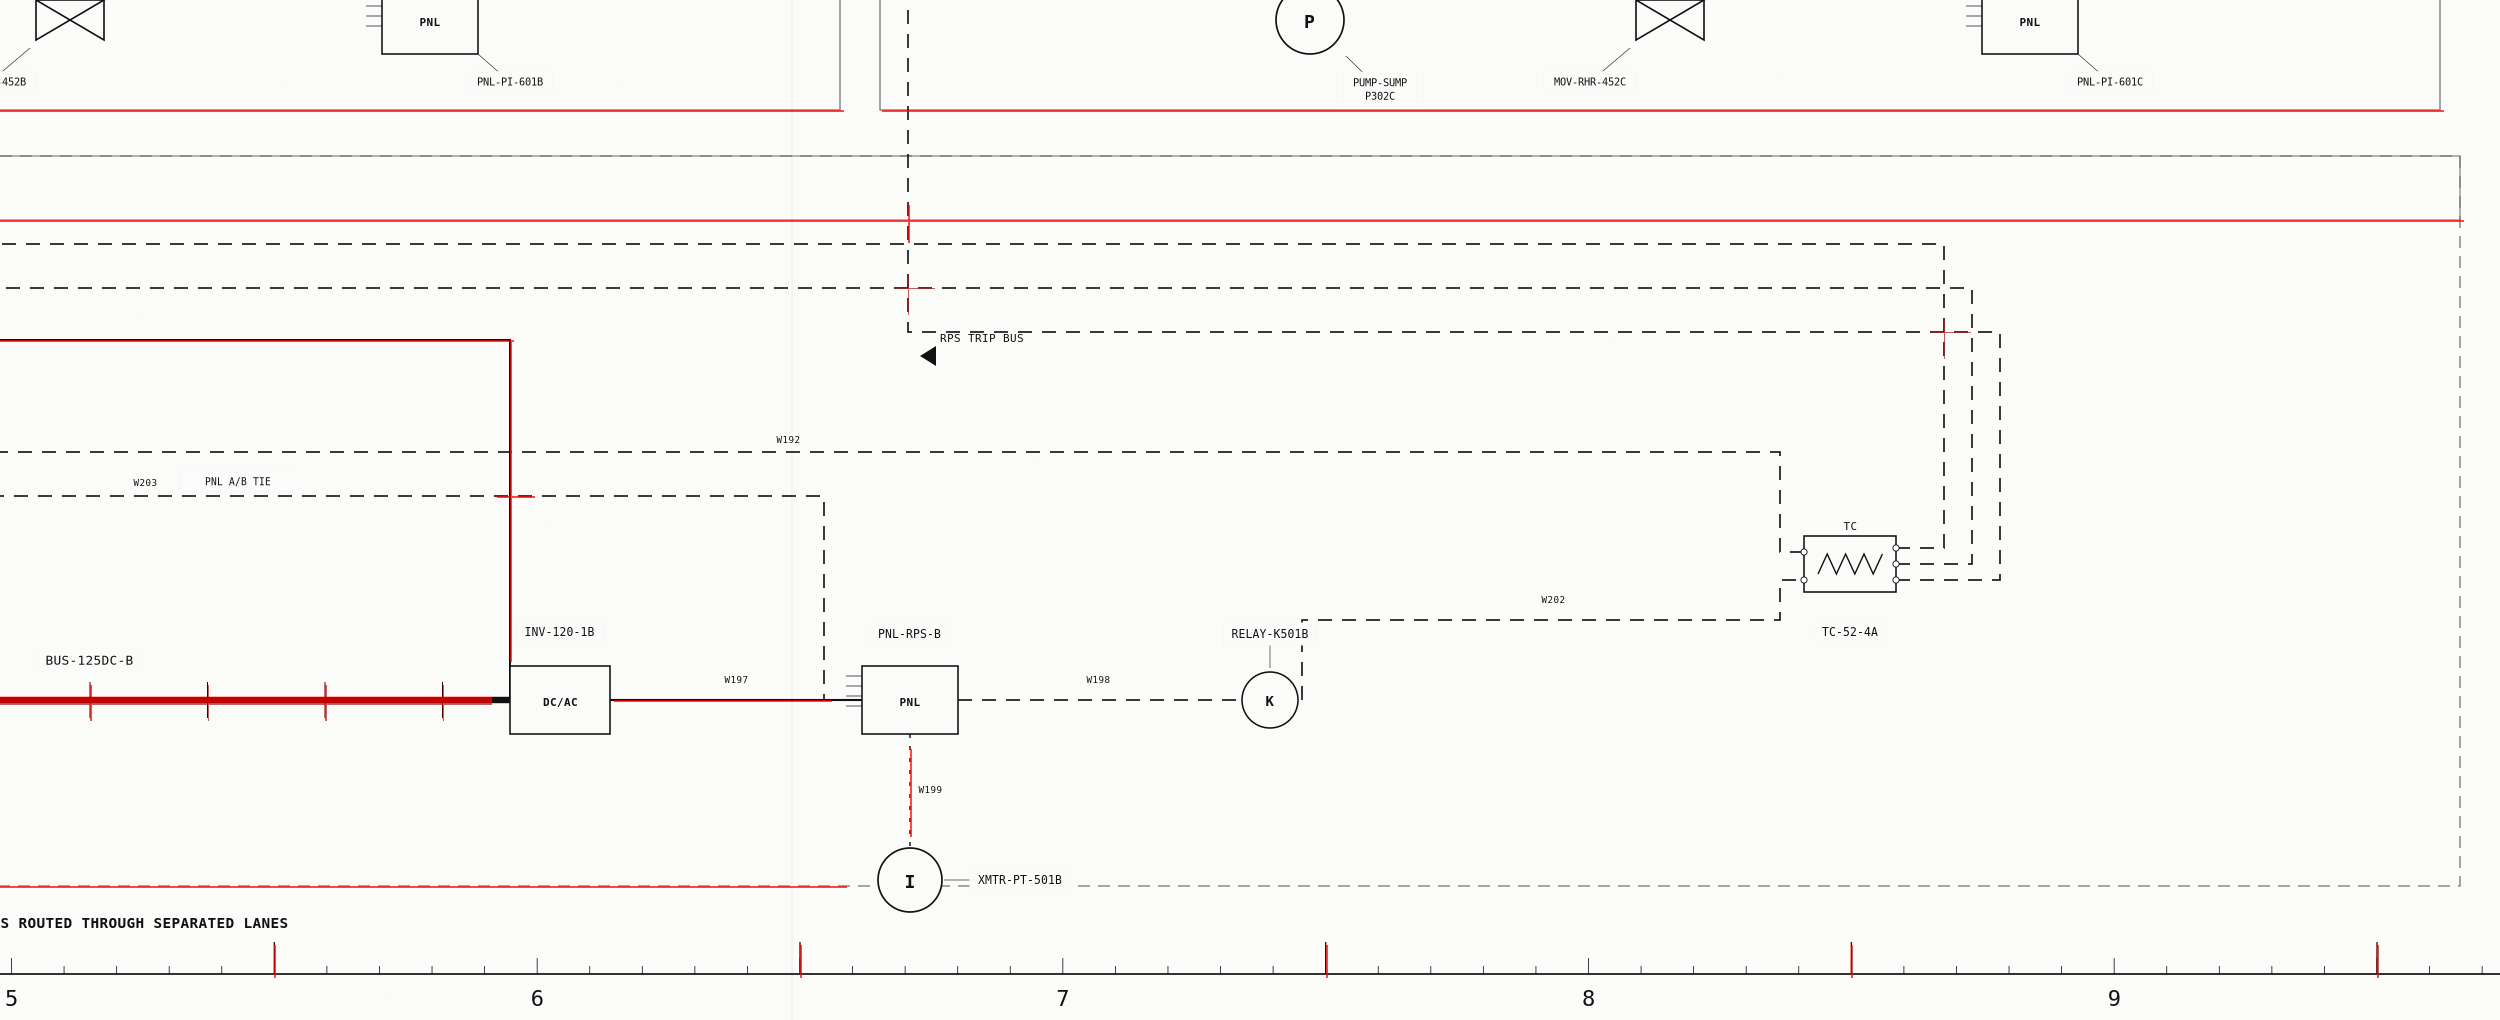 PNL
P
PNL
-452B
PNL-PI-601B
PUMP-SUMP
P302C
MOV-RHR-452C
PNL-PI-601C
RPS TRIP BUS
W192
W203
PNL A/B TIE
TC
W202
INV-120-1B
PNL-RPS-B
RELAY-K501B
TC-52-4A
BUS-125DC-B
W197
W198
DC/AC
PNL
K
W199
I
XMTR-PT-501B
S ROUTED THROUGH SEPARATED LANES
5 6 7 8 9